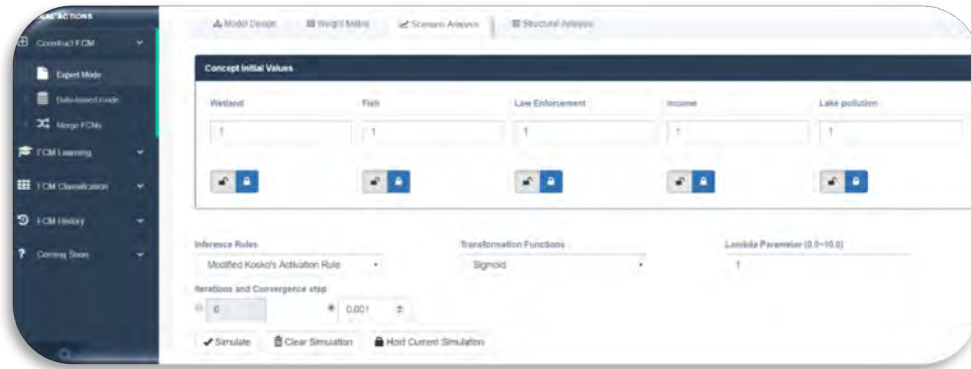 AL ACTIONS
Construct FCM
Expert Mode
Data-based mode
Merge FCMs
FCM Learning
FCM Classification
FCM History
Coming Soon
Model Design Weight Matrix Scenario Analysis Structural Analysis
Concept Initial Values
Wetland Fish Law Enforcement Income Lake pollution
1 1 1 1 1
Inference Rules Transformation Functions Lambda Parameter (0.0~10.0)
Modified Kosko's Activation Rule Sigmoid 1
Iterations and Convergence step
0 0.001
Simulate Clear Simulation Hold Current Simulation